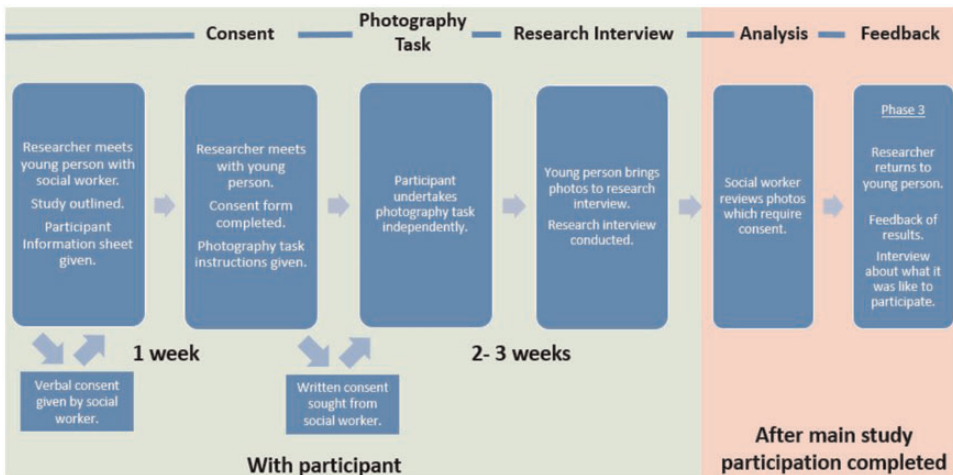 Consent
Photography
Task
Research Interview
Analysis
Feedback
Researcher meets
young person with
social worker.
Study outlined.
Participant
Information sheet
given.
Researcher meets
with young
person.
Consent form
completed.
Photography task
instructions given.
Participant
undertakes
photography task
independently.
Young person brings
photos to research
interview.
Research interview
conducted.
Social worker
reviews photos
which require
consent.
Phase 3
Researcher
returns to
young person.
Feedback of
results.
Interview
about what it
was like to
participate.
1 week
2- 3 weeks
Verbal consent
given by social
worker.
Written consent
sought from
social worker.
With participant
After main study
participation completed